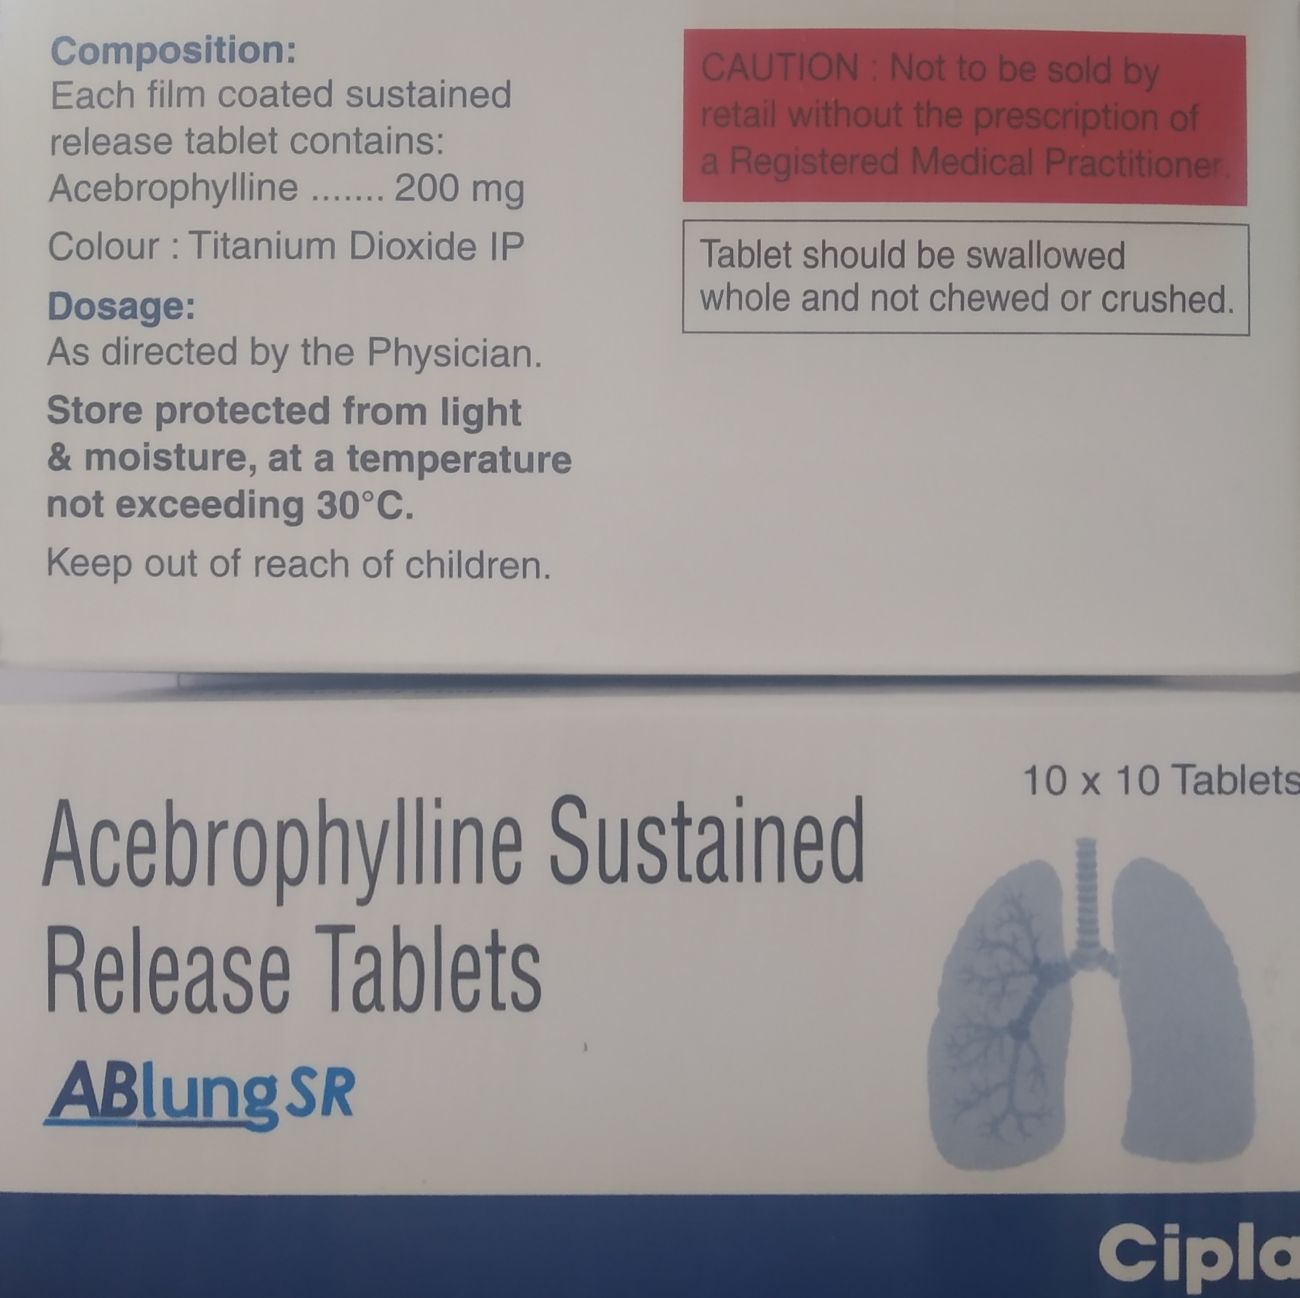 Composition:
Each film coated sustained
release tablet contains:
Acebrophylline ....... 200 mg
Colour : Titanium Dioxide IP
Dosage:
As directed by the Physician.
Store protected from light
& moisture, at a temperature
not exceeding 30°C.
Keep out of reach of children.
CAUTION : Not to be sold by
retail without the prescription of
a Registered Medical Practitioner.
Tablet should be swallowed
whole and not chewed or crushed.
10 x 10 Tablets
Acebrophylline Sustained
Release Tablets
ABlung SR
Cipla